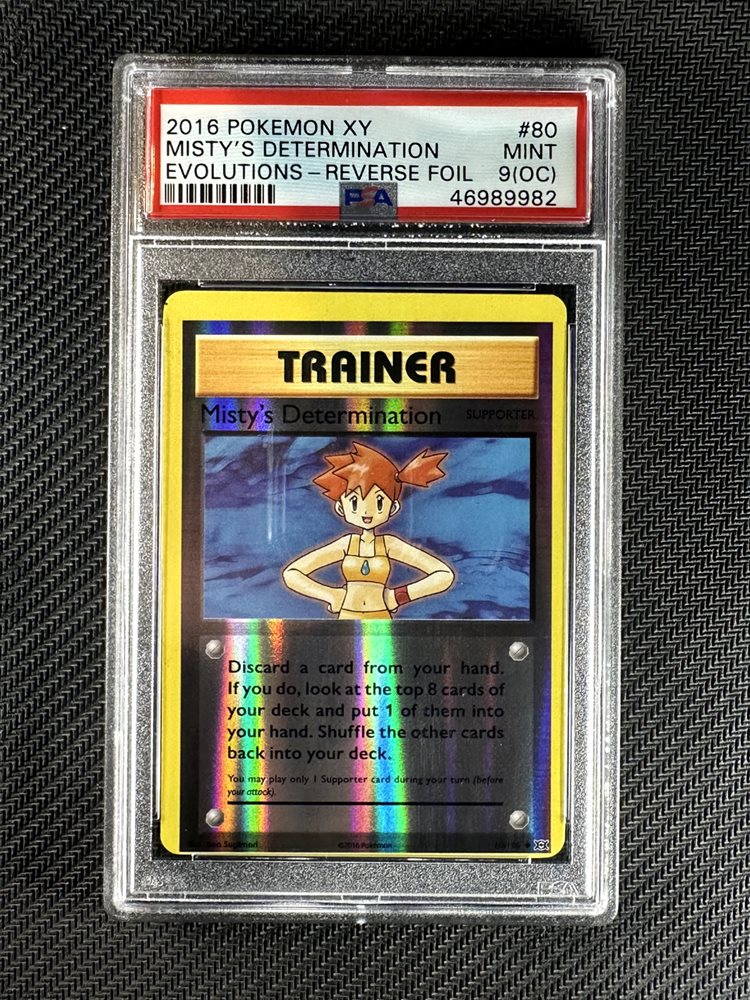 2016 POKEMON XY #80
MISTY'S DETERMINATION MINT
EVOLUTIONS – REVERSE FOIL 9(OC)
PSA 46989982
TRAINER
Misty's Determination SUPPORTER
Discard a card from your hand.
If you do, look at the top 8 cards of
your deck and put 1 of them into
your hand. Shuffle the other cards
back into your deck.
You may play only 1 Supporter card during your turn (before
your attack).
Ken Sugimori ©2016 Pokémon